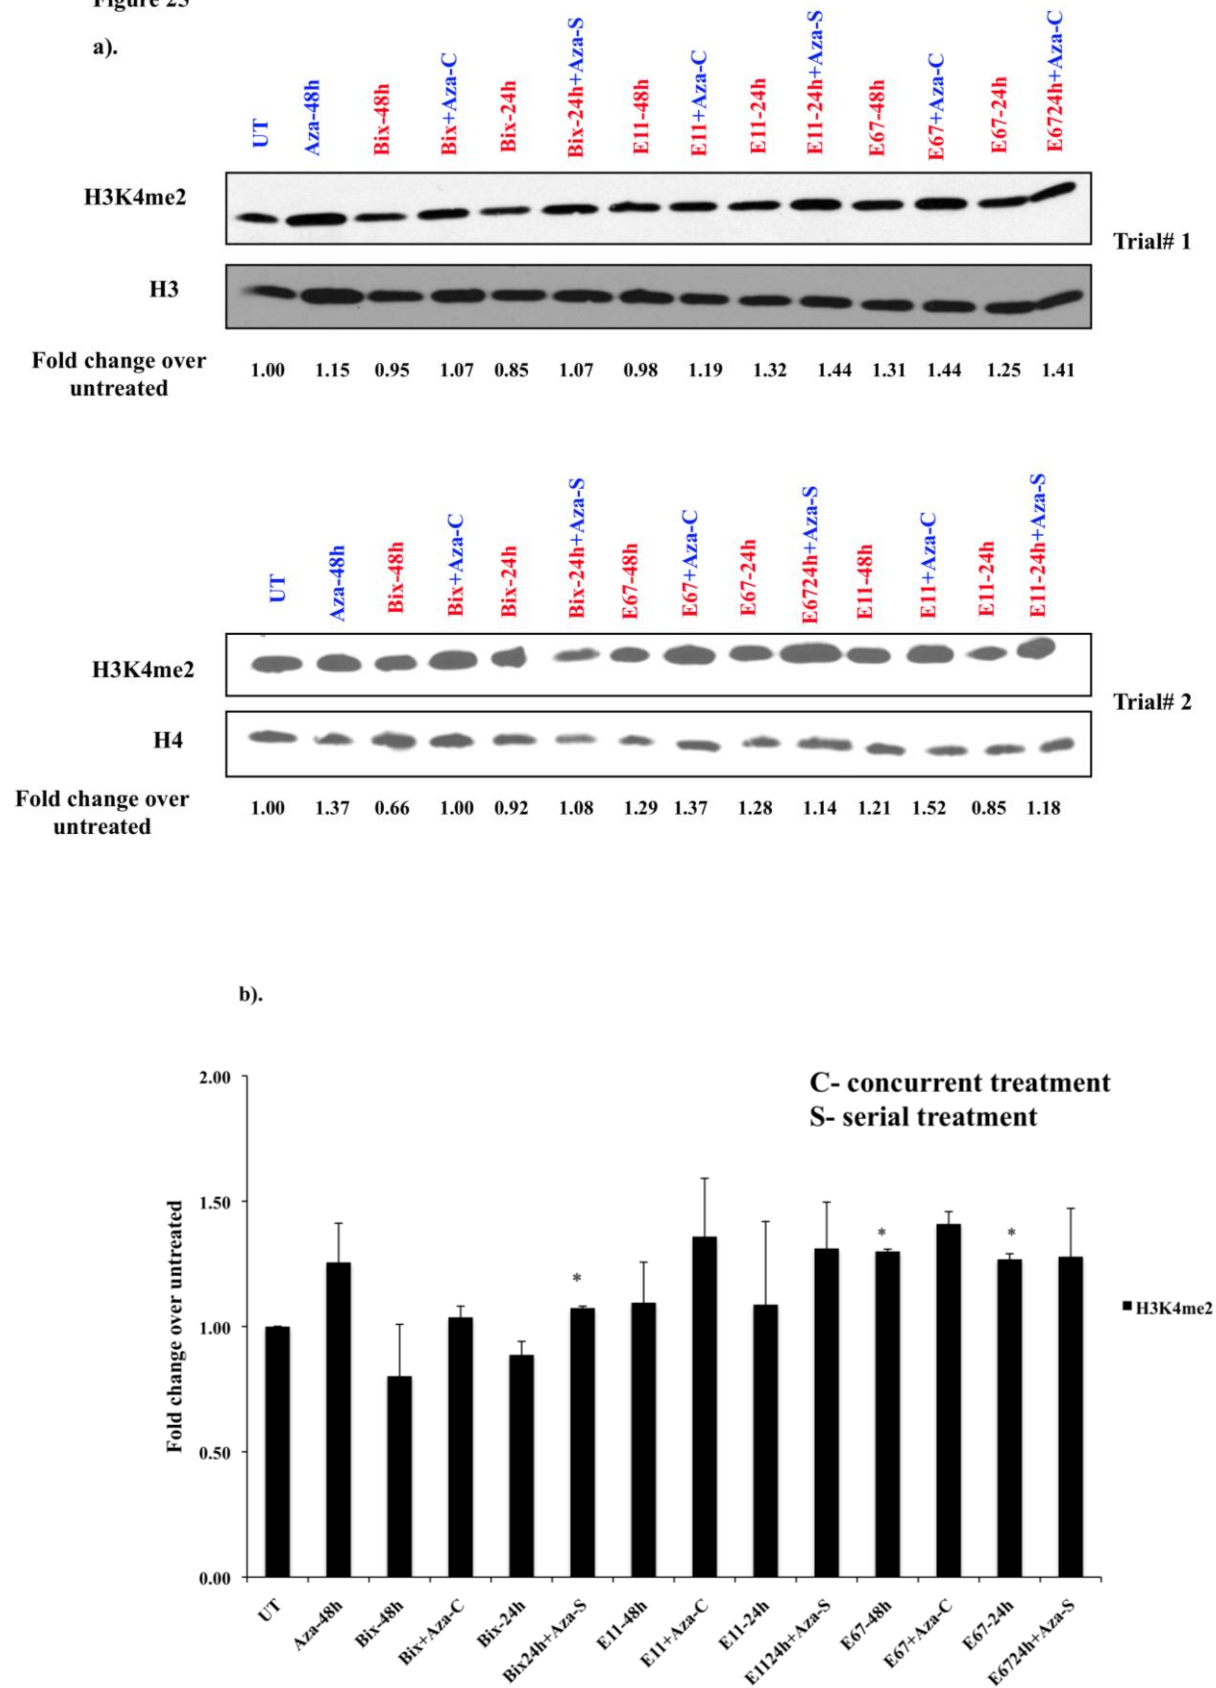 Figure 25
a).
UT
Aza-48h
Bix-48h
Bix+Aza-C
Bix-24h
Bix-24h+Aza-S
E11-48h
E11+Aza-C
E11-24h
E11-24h+Aza-S
E67-48h
E67+Aza-C
E67-24h
E6724h+Aza-C
H3K4me2
Trial# 1
H3
Fold change over
untreated
1.00 1.15 0.95 1.07 0.85 1.07 0.98 1.19 1.32 1.44 1.31 1.44 1.25 1.41
UT
Aza-48h
Bix-48h
Bix+Aza-C
Bix-24h
Bix-24h+Aza-S
E67-48h
E67+Aza-C
E67-24h
E6724h+Aza-S
E11-48h
E11+Aza-C
E11-24h
E11-24h+Aza-S
H3K4me2
Trial# 2
H4
Fold change over
untreated
1.00 1.37 0.66 1.00 0.92 1.08 1.29 1.37 1.28 1.14 1.21 1.52 0.85 1.18
b).
C- concurrent treatment
S- serial treatment
Fold change over untreated
2.00
1.50
1.00
0.50
0.00
*
*
*
H3K4me2
UT
Aza-48h
Bix-48h
Bix+Aza-C
Bix-24h
Bix24h+Aza-S
E11-48h
E11+Aza-C
E11-24h
E1124h+Aza-S
E67-48h
E67+Aza-C
E67-24h
E6724h+Aza-S